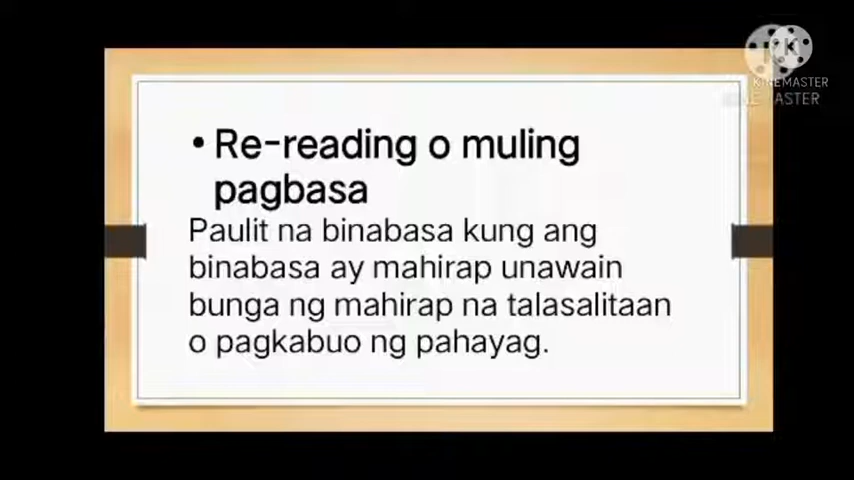 • Re-reading o muling
pagbasa
Paulit na binabasa kung ang
binabasa ay mahirap unawain
bunga ng mahirap na talasalitaan
o pagkabuo ng pahayag.
K
KINEMASTER